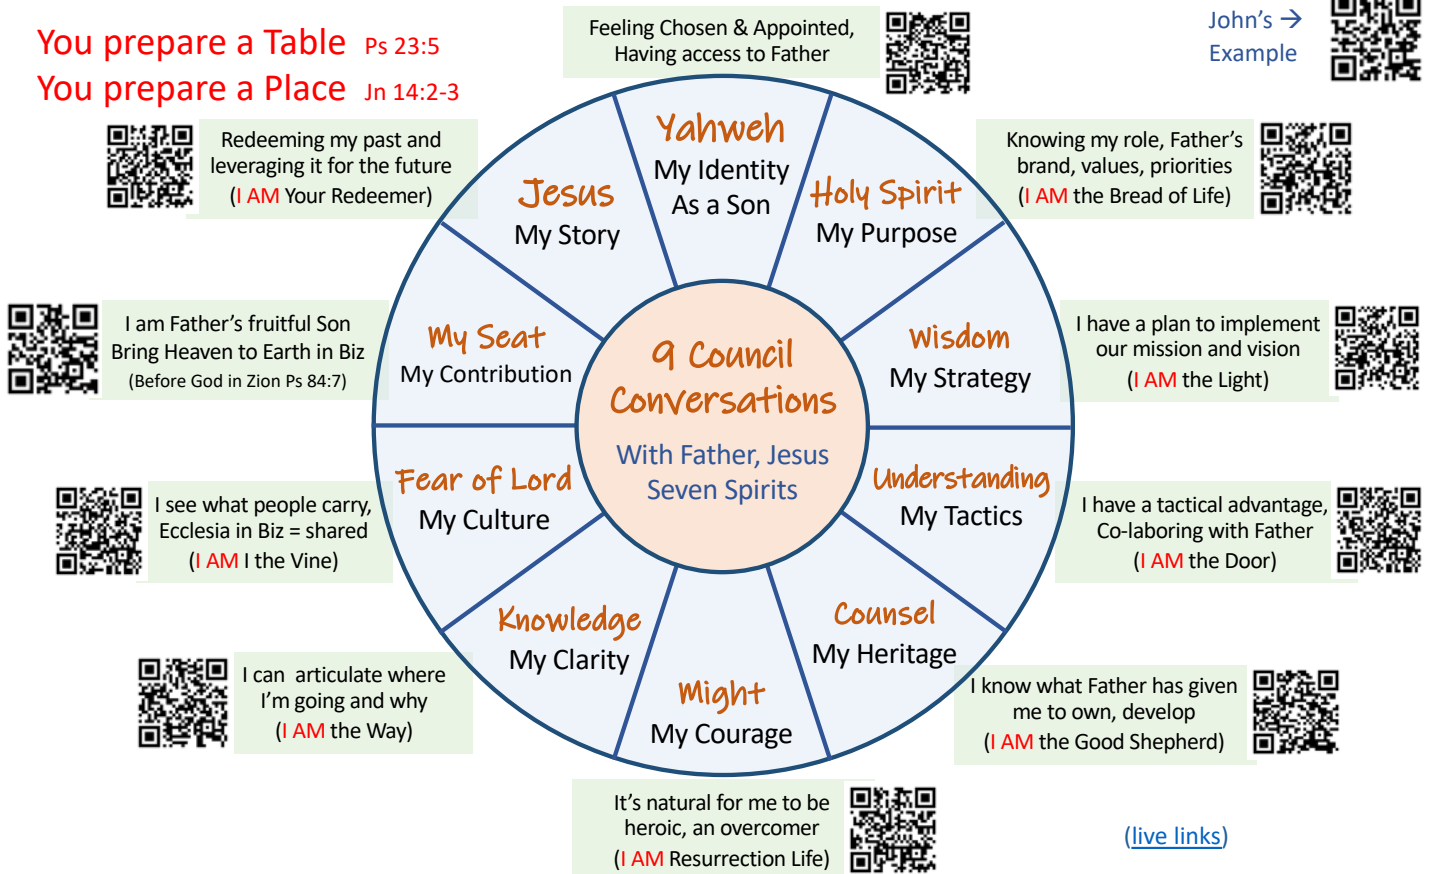 You prepare a Table Ps 23:5
You prepare a Place Jn 14:2-3
Feeling Chosen & Appointed,
Having access to Father
John's →
Example
Redeeming my past and
leveraging it for the future
(I AM Your Redeemer)
Knowing my role, Father's
brand, values, priorities
(I AM the Bread of Life)
Yahweh
My Identity
As a Son
Jesus
My Story
Holy Spirit
My Purpose
I am Father's fruitful Son
Bring Heaven to Earth in Biz
(Before God in Zion Ps 84:7)
My Seat
My Contribution
9 Council
Conversations
With Father, Jesus
Seven Spirits
Wisdom
My Strategy
I have a plan to implement
our mission and vision
(I AM the Light)
I see what people carry,
Ecclesia in Biz = shared
(I AM I the Vine)
Fear of Lord
My Culture
Understanding
My Tactics
I have a tactical advantage,
Co-laboring with Father
(I AM the Door)
Knowledge
My Clarity
Counsel
My Heritage
Might
My Courage
I can  articulate where
I'm going and why
(I AM the Way)
I know what Father has given
me to own, develop
(I AM the Good Shepherd)
It's natural for me to be
heroic, an overcomer
(I AM Resurrection Life)
(live links)